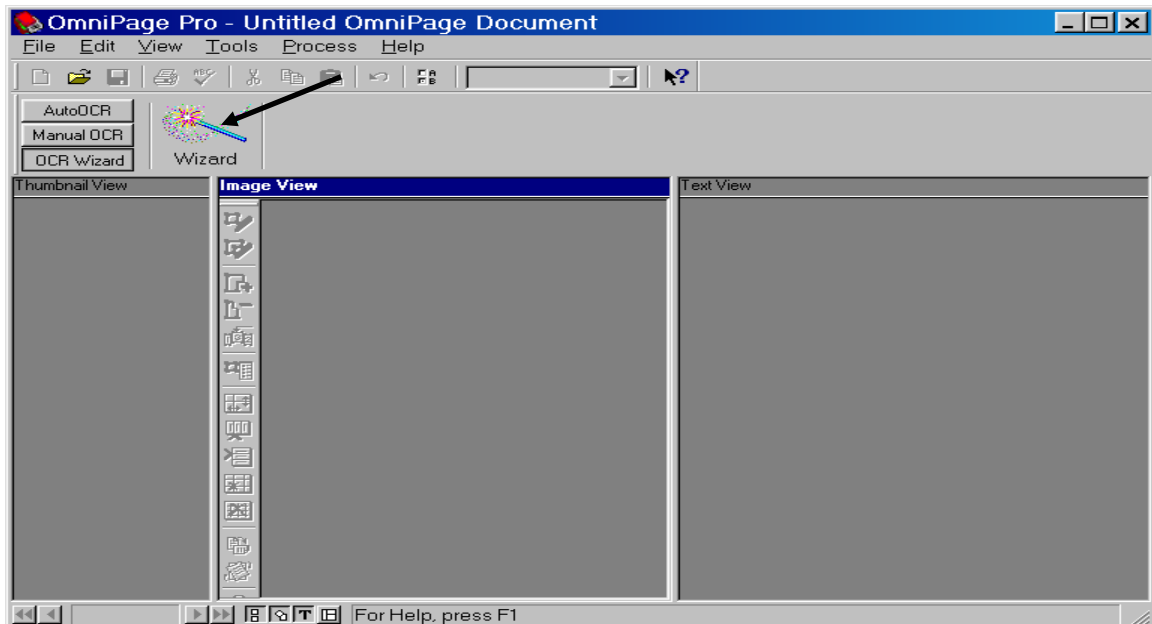 OmniPage Pro - Untitled OmniPage Document
File Edit View Tools Process Help
ABC
AutoOCR
Manual OCR
OCR Wizard
Wizard
Thumbnail View
Image View
Text View
For Help, press F1